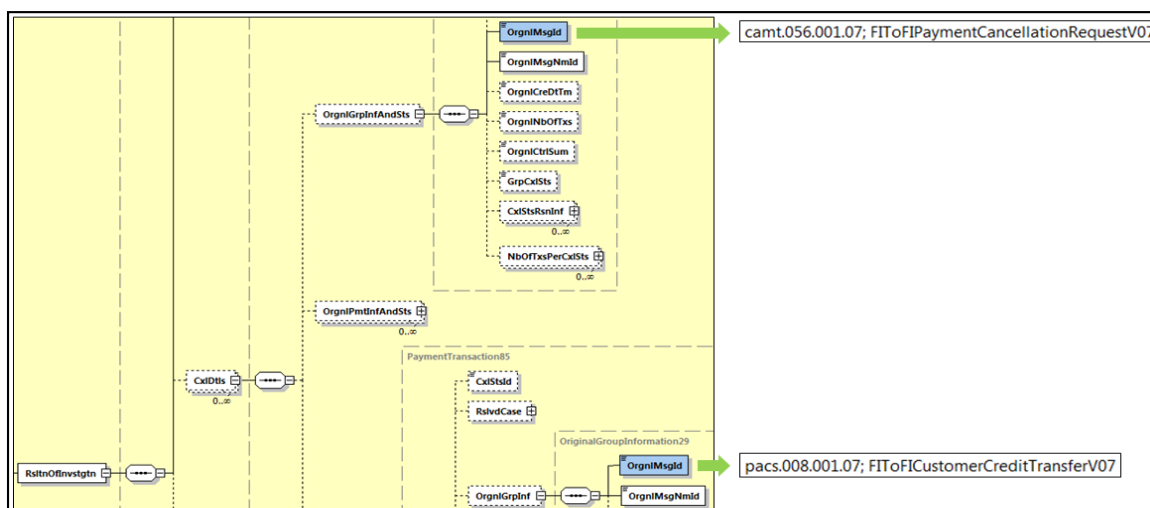 OrgnlMsgId
camt.056.001.07; FIToFIPaymentCancellationRequestV07
OrgnlMsgNmId
OrgnlCreDtTm
OrgnlGrpInfAndSts
OrgnlNbOfTxs
OrgnlCtrlSum
GrpCxlSts
CxlStsRsnInf
0..∞
NbOfTxsPerCxlSts
0..∞
OrgnlPmtInfAndSts
0..∞
PaymentTransaction85
CxlDtls
0..∞
CxlStsId
RslvdCase
OriginalGroupInformation29
RsltnOfInvstgtn
OrgnlMsgId
pacs.008.001.07; FIToFICustomerCreditTransferV07
OrgnlGrpInf
OrgnlMsgNmId